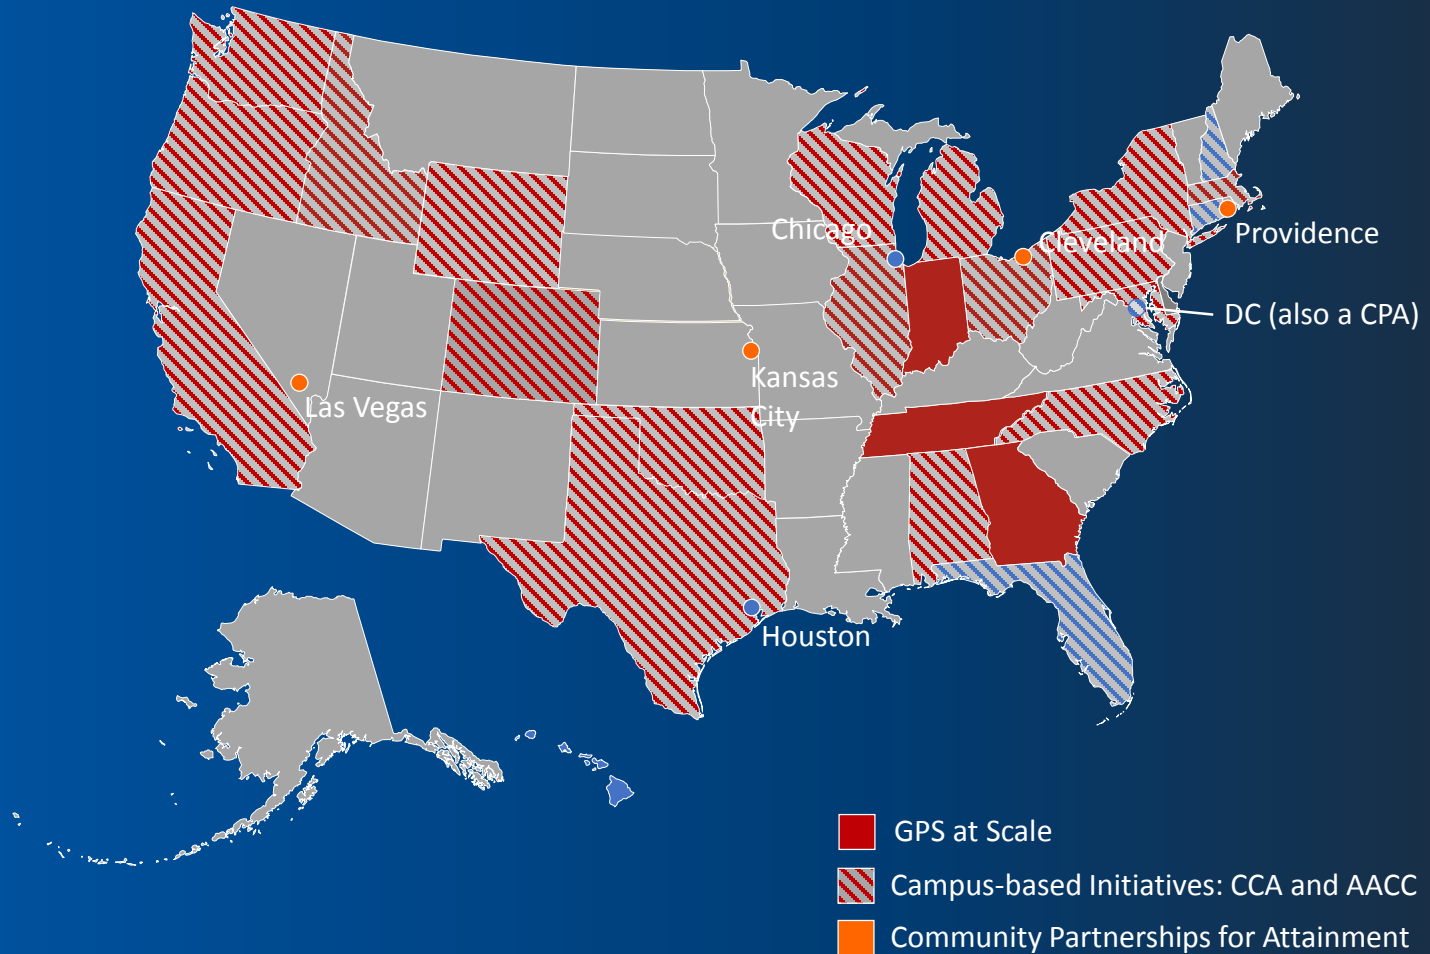 Chicago
Cleveland
Providence
DC (also a CPA)
Kansas
City
Las Vegas
Houston
GPS at Scale
Campus-based Initiatives: CCA and AACC
Community Partnerships for Attainment